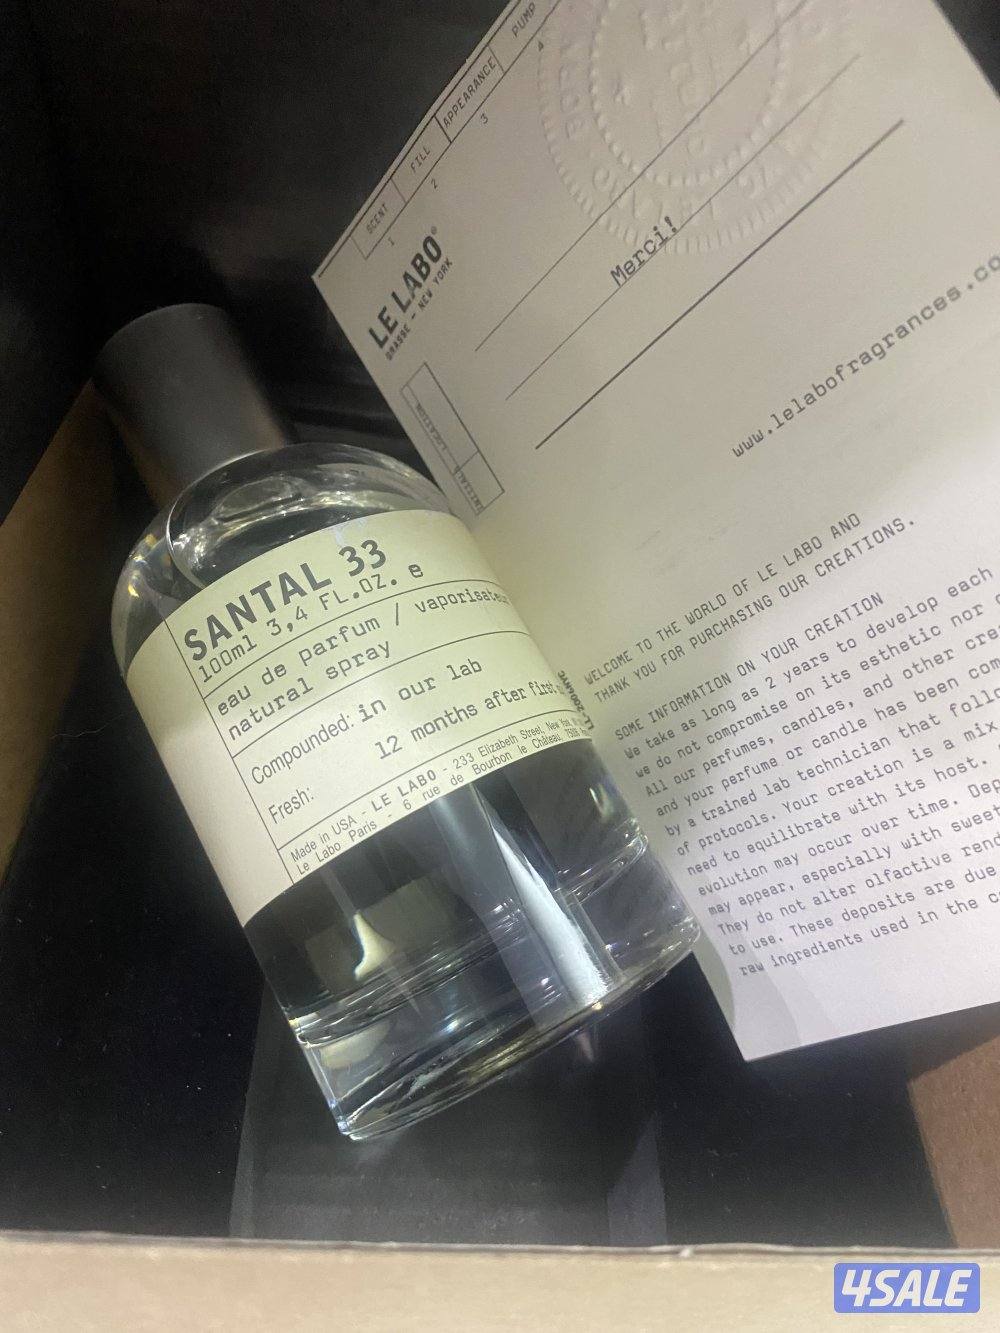 SANTAL 33
100ml 3,4 FL.OZ. e
eau de parfum / vaporisateur
natural spray
Compounded: in our lab
Fresh: 12 months after first
Made in USA - LE LABO - 233 Elizabeth Street, New
Le Labo Paris - 6 rue de Bourbon le Château,
SCENT FILL APPEARANCE PUMP
1 2 3 4
LE LABO®
GRASSE - NEW YORK
LOCATION
INITIAL
Merci!
www.lelabofragrances.co
WELCOME TO THE WORLD OF LE LABO AND
THANK YOU FOR PURCHASING OUR CREATIONS.
SOME INFORMATION ON YOUR CREATION
We take as long as 2 years to develop each
we do not compromise on its esthetic nor
All our perfumes, candles, and other cre
and your perfume or candle has been com
by a trained lab technician that follo
of protocols. Your creation is a mix
need to equilibrate with its host.
evolution may occur over time. Dep
may appear, especially with sweet
They do not alter olfactive rend
to use. These deposits are due
raw ingredients used in the c
4SALE